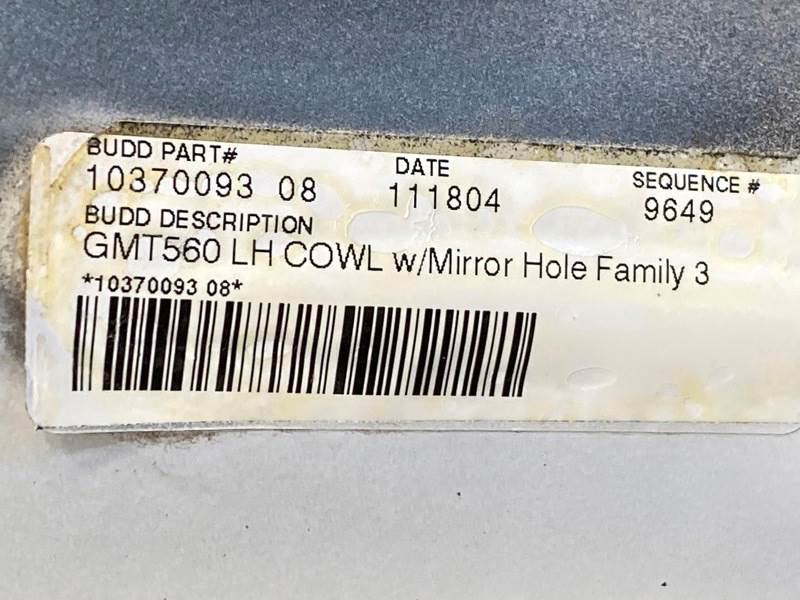 BUDD PART# DATE SEQUENCE #
10370093 08 111804 9649
BUDD DESCRIPTION
GMT560 LH COWL w/Mirror Hole Family 3
*10370093 08*